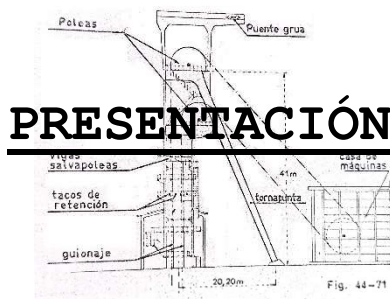 Poleas
Puente grua
PRESENTACIÓN
vigas
salvapoleas
casa de
máquinas
41m
tacos de
retención
tornapunta
guionaje
20,20m
Fig. 44-71